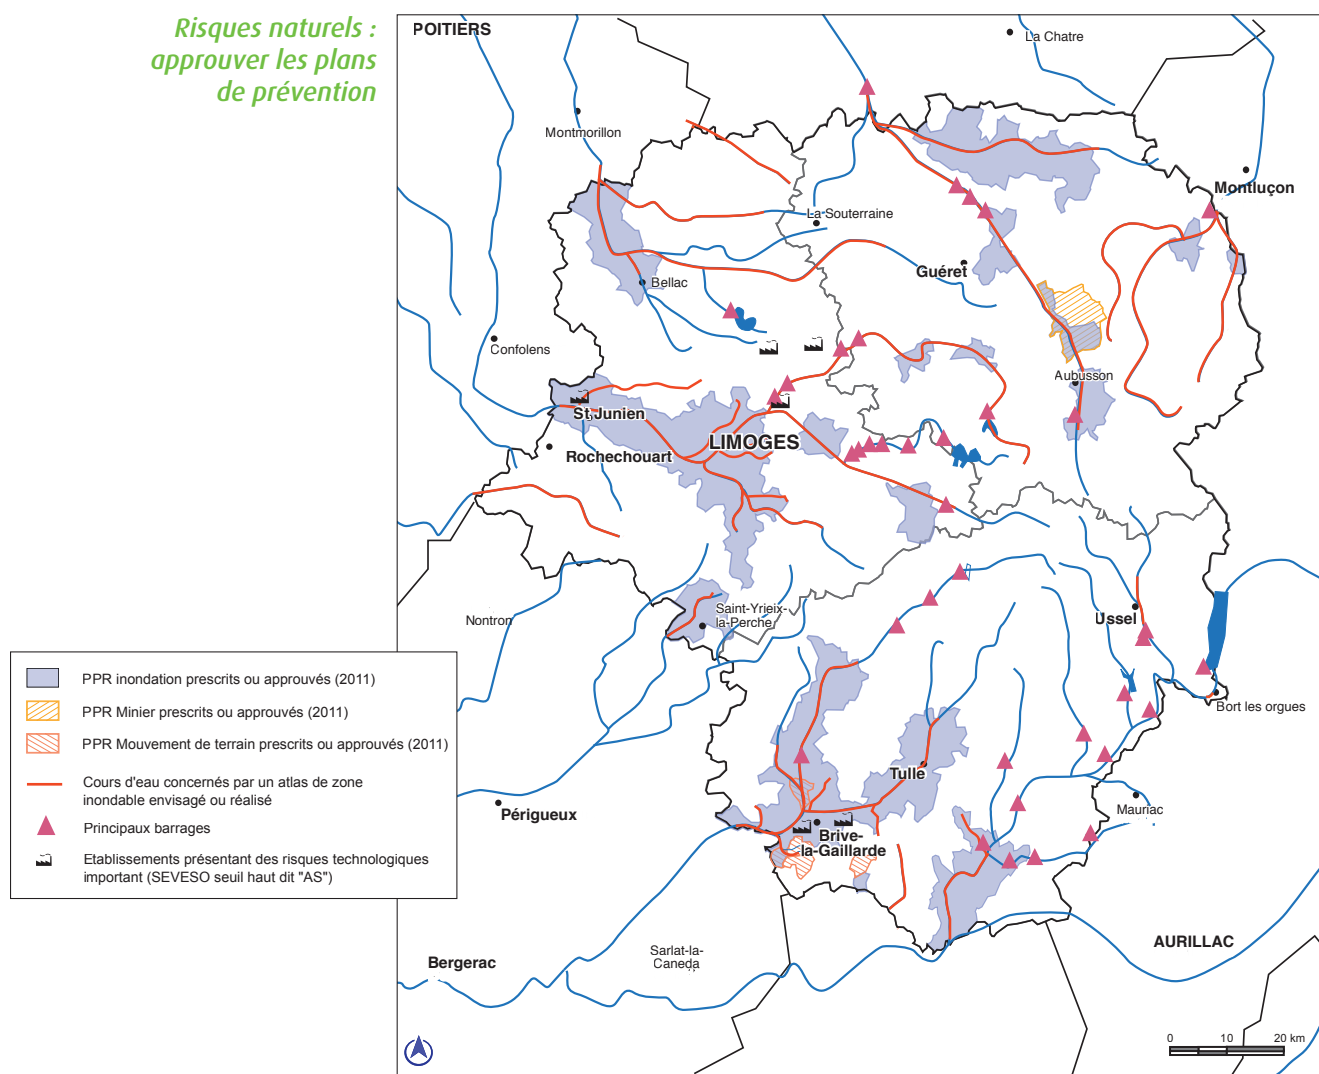 Risques naturels :
approuver les plans
de prévention
POITIERS
La Chatre
Montmorillon
Montluçon
La Souterraine
Guéret
Bellac
Confolens
Aubusson
St Junien
LIMOGES
Rochechouart
Nontron
Saint-Yrieix-
la-Perche
Ussel
Bort les orgues
Tulle
Mauriac
Périgueux
Brive-
la-Gaillarde
AURILLAC
Sarlat-la-
Caneda
Bergerac
PPR inondation prescrits ou approuvés (2011)
PPR Minier prescrits ou approuvés (2011)
PPR Mouvement de terrain prescrits ou approuvés (2011)
Cours d'eau concernés par un atlas de zone
inondable envisagé ou réalisé
Principaux barrages
Etablissements présentant des risques technologiques
important (SEVESO seuil haut dit "AS")
0 10 20 km